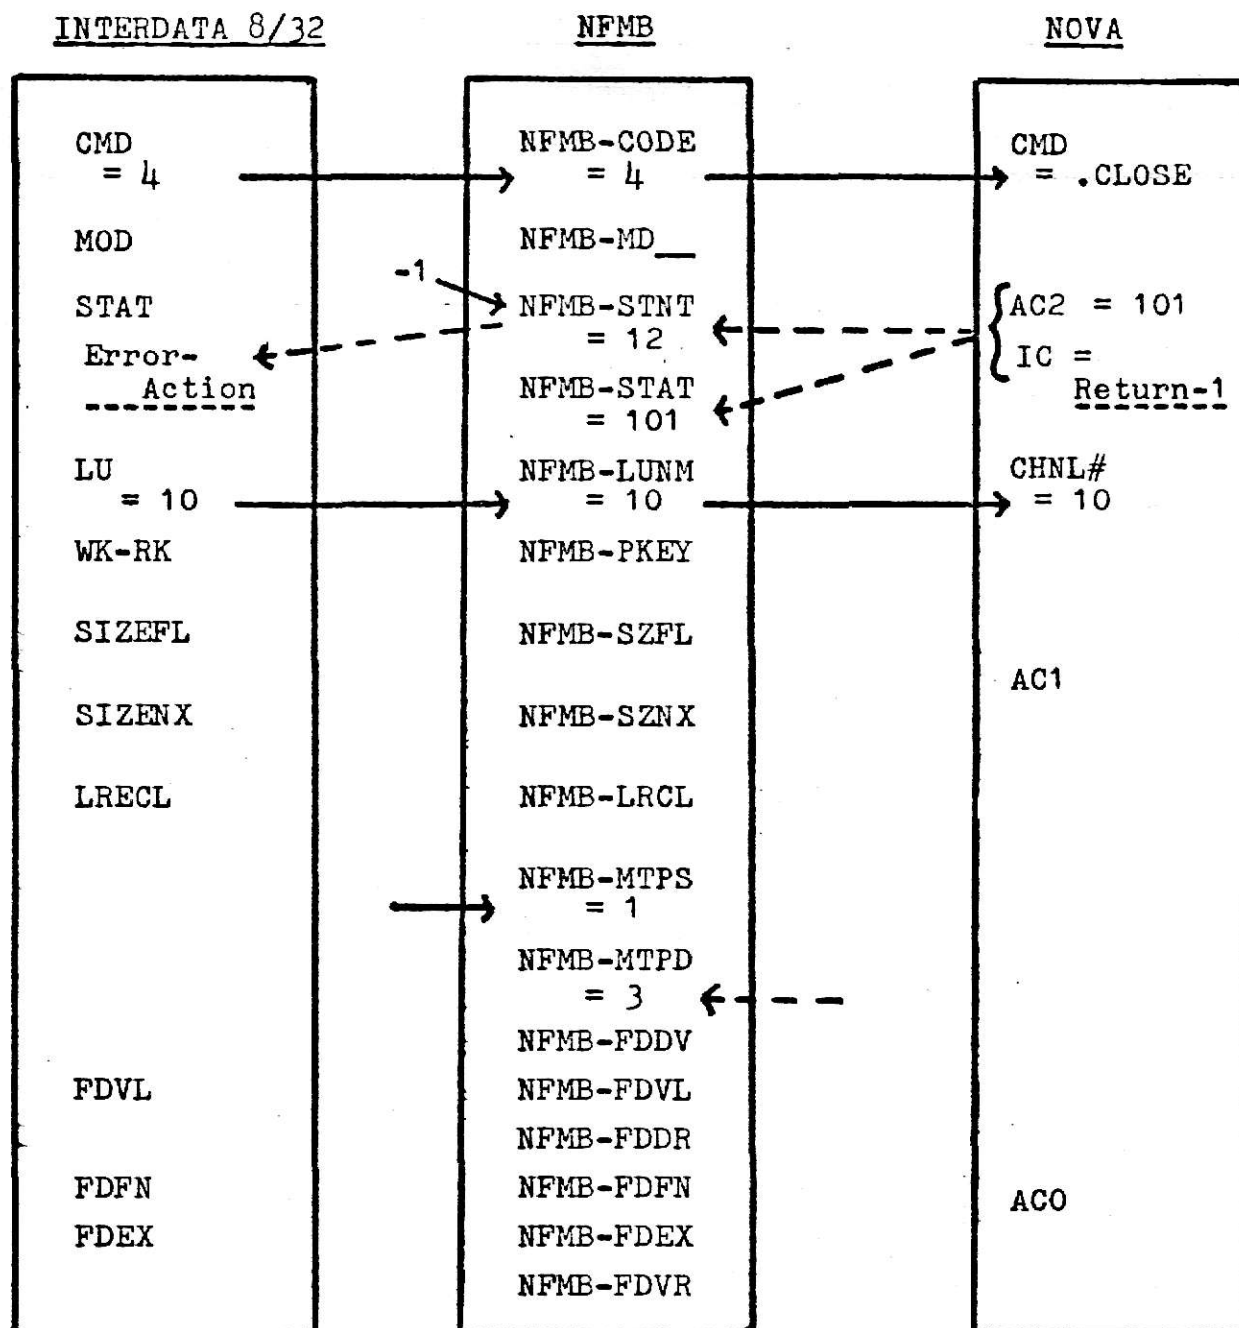 INTERDATA 8/32 NFMB NOVA
CMD NFMB-CODE CMD
= 4 = 4 = .CLOSE
MOD NFMB-MD__
-1
STAT NFMB-STNT AC2 = 101
= 12
Error- IC =
Action NFMB-STAT Return-1
= 101
LU NFMB-LUNM CHNL#
= 10 = 10 = 10
WK-RK NFMB-PKEY
SIZEFL NFMB-SZFL
AC1
SIZENX NFMB-SZNX
LRECL NFMB-LRCL
NFMB-MTPS
= 1
NFMB-MTPD
= 3
NFMB-FDDV
FDVL NFMB-FDVL
NFMB-FDDR
FDFN NFMB-FDFN
AC0
FDEX NFMB-FDEX
NFMB-FDVR